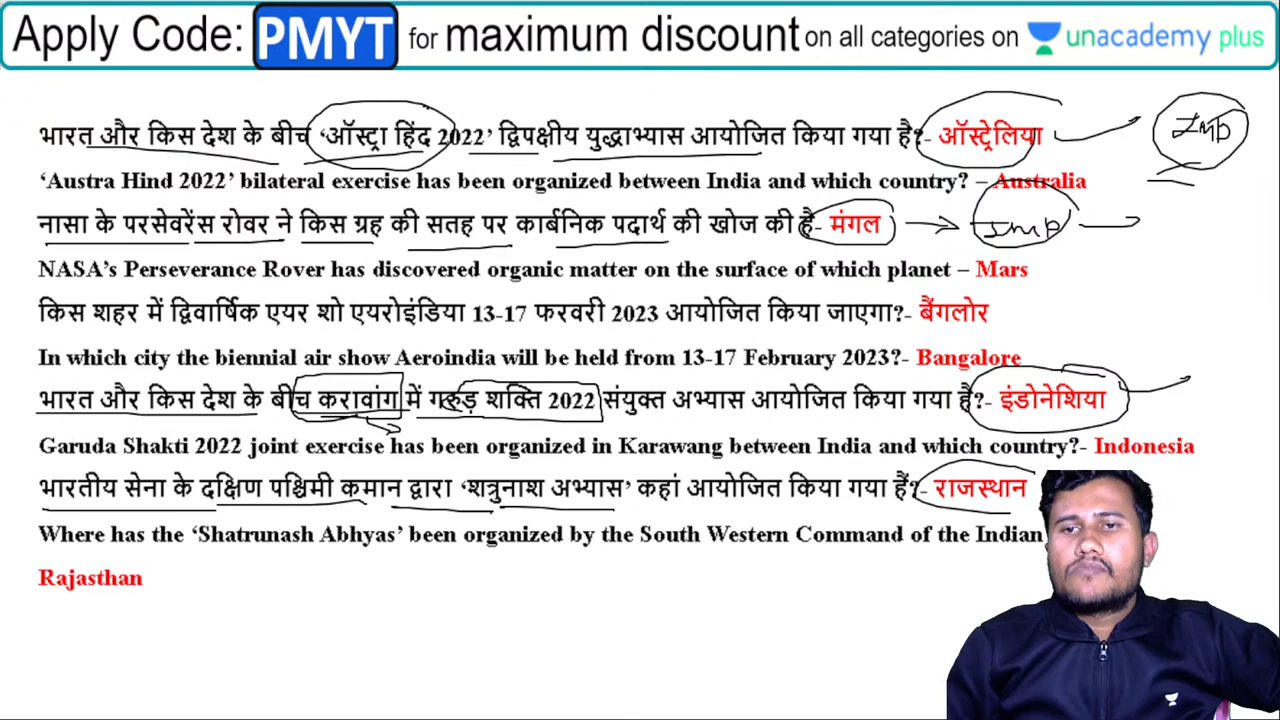 Apply Code: PMYT for maximum discount on all categories on unacademy plus
भारत और किस देश के बीच ‘ऑस्ट्रा हिंद 2022’ द्विपक्षीय युद्धाभ्यास आयोजित किया गया है?- ऑस्ट्रेलिया Imp
‘Austra Hind 2022’ bilateral exercise has been organized between India and which country? – Australia
नासा के परसेवरेंस रोवर ने किस ग्रह की सतह पर कार्बनिक पदार्थ की खोज की है- मंगल Imp
NASA’s Perseverance Rover has discovered organic matter on the surface of which planet – Mars
किस शहर में द्विवार्षिक एयर शो एयरोइंडिया 13-17 फरवरी 2023 आयोजित किया जाएगा?- बैंगलोर
In which city the biennial air show Aeroindia will be held from 13-17 February 2023?- Bangalore
भारत और किस देश के बीच करावांग में गरुड़ शक्ति 2022 संयुक्त अभ्यास आयोजित किया गया है?- इंडोनेशिया
Garuda Shakti 2022 joint exercise has been organized in Karawang between India and which country?- Indonesia
भारतीय सेना के दक्षिण पश्चिमी कमान द्वारा ‘शत्रुनाश अभ्यास’ कहां आयोजित किया गया हैं?- राजस्थान
Where has the ‘Shatrunash Abhyas’ been organized by the South Western Command of the Indian
Rajasthan